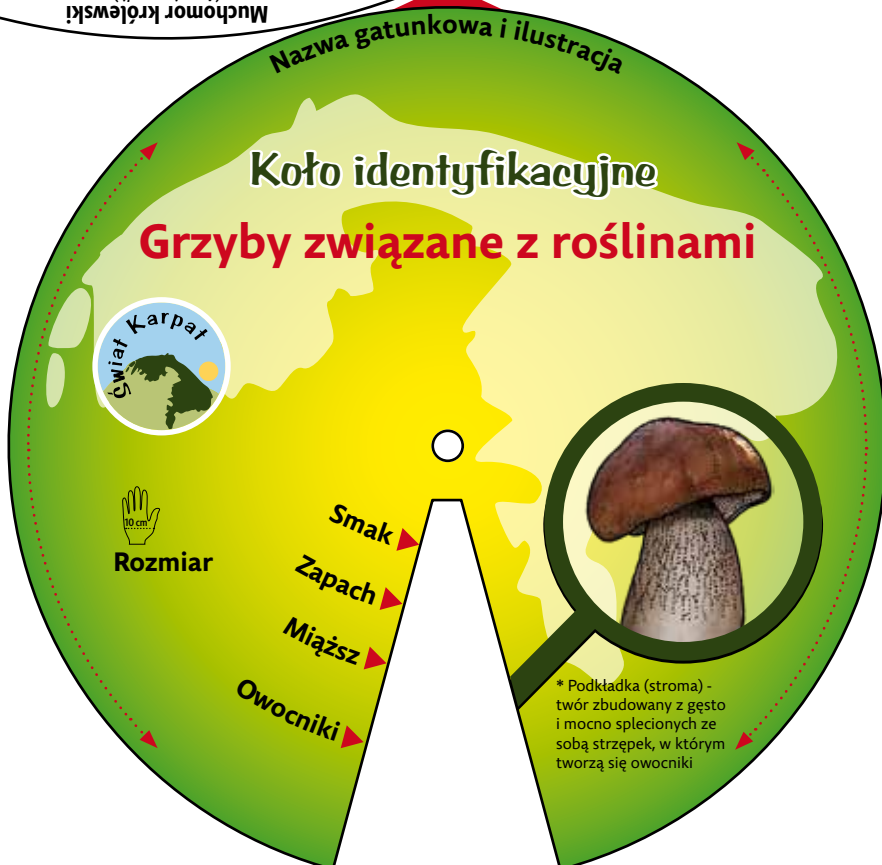 Muchomor królewski
Nazwa gatunkowa i ilustracja
Koło identyfikacyjne
Grzyby związane z roślinami
Świat Karpat
10 cm
Rozmiar
Smak
Zapach
Miąższ
Owocniki
* Podkładka (stroma) -
twór zbudowany z gęsto
i mocno splecionych ze
sobą strzępek, w którym
tworzą się owocniki